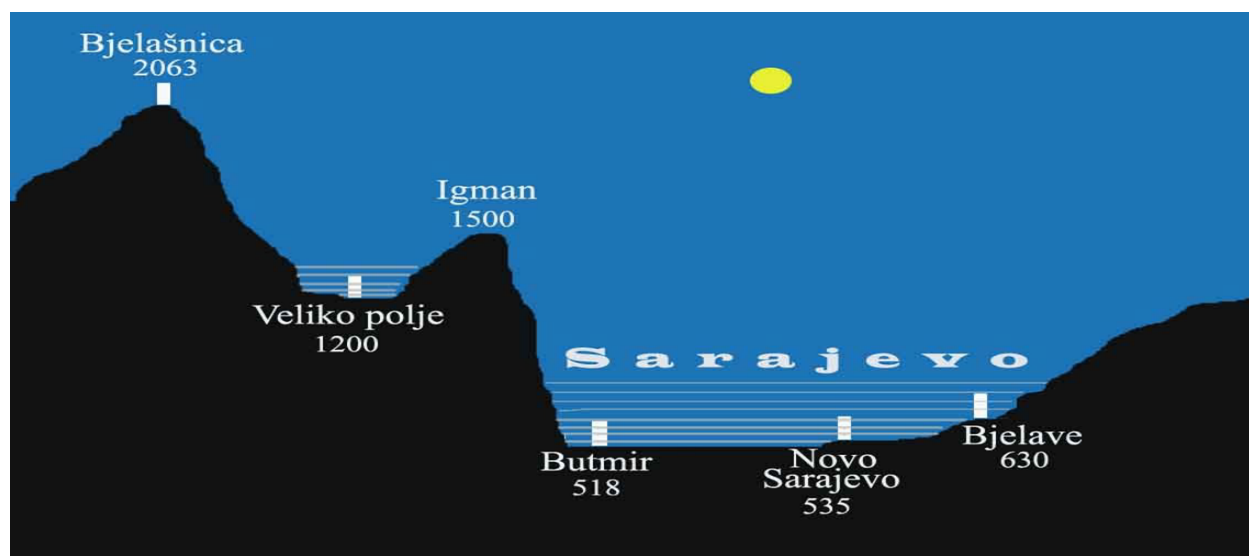 Bjelašnica
2063
Igman
1500
Veliko polje
1200
Sarajevo
Butmir
518
Novo
Sarajevo
535
Bjelave
630